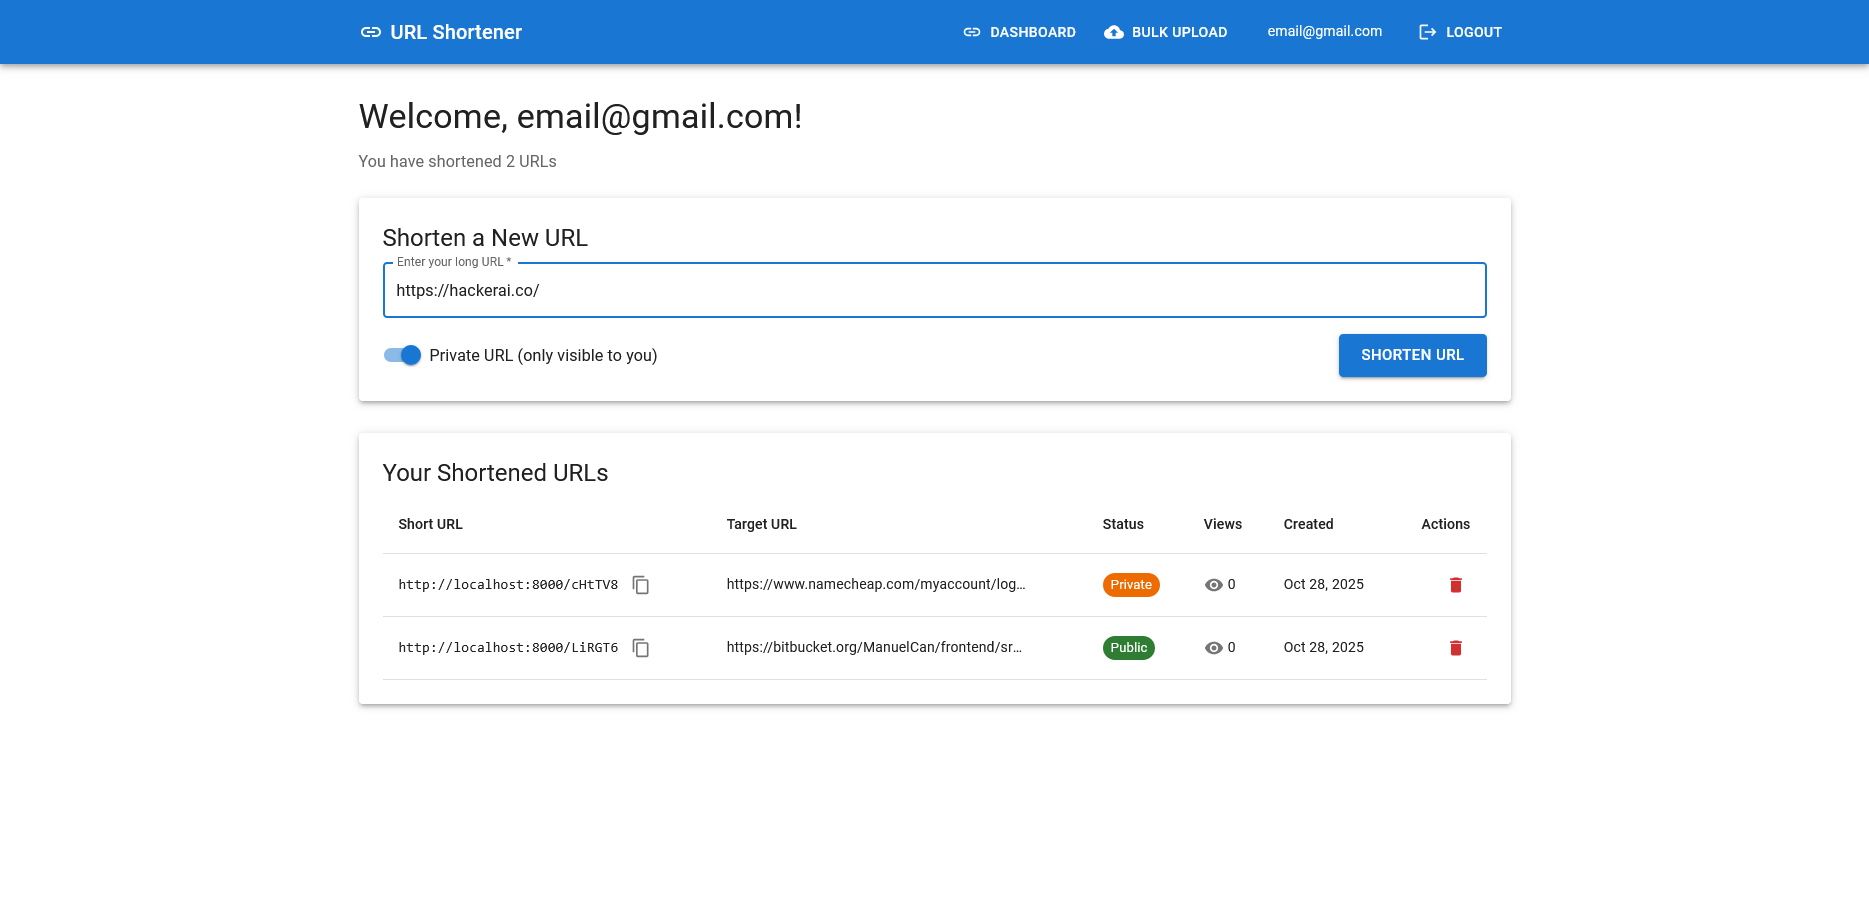 URL Shortener DASHBOARD BULK UPLOAD email@gmail.com LOGOUT
Welcome, email@gmail.com!
You have shortened 2 URLs
Shorten a New URL
Enter your long URL *
https://hackerai.co/
Private URL (only visible to you) SHORTEN URL
Your Shortened URLs
Short URL Target URL Status Views Created Actions
http://localhost:8000/cHtTV8 https://www.namecheap.com/myaccount/log... Private 0 Oct 28, 2025
http://localhost:8000/LiRGT6 https://bitbucket.org/ManuelCan/frontend/sr... Public 0 Oct 28, 2025